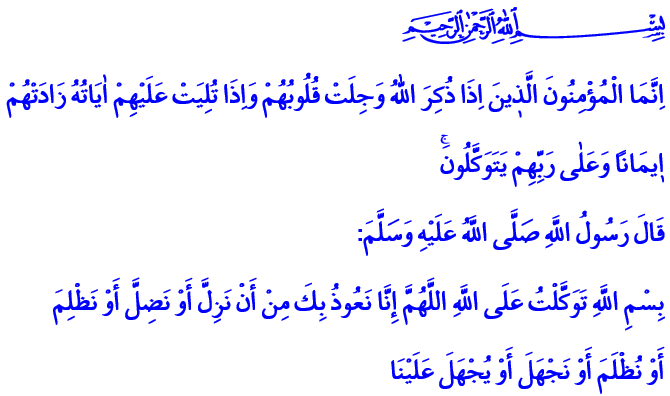 بِسْمِ اللّٰهِ الرَّحْمٰنِ الرَّحِيمِ
اِنَّمَا الْمُؤْمِنُونَ الَّذ۪ينَ اِذَا ذُكِرَ اللّٰهُ وَجِلَتْ قُلُوبُهُمْ وَاِذَا تُلِيَتْ عَلَيْهِمْ اٰيَاتُهُ زَادَتْهُمْ
ا۪يمَانًا وَعَلٰى رَبِّهِمْ يَتَوَكَّلُونَۚ
قَالَ رَسُولُ اللَّهِ صَلَّى اللَّهُ عَلَيْهِ وَسَلَّمَ:
بِسْمِ اللَّهِ تَوَكَّلْتُ عَلَى اللَّهِ اللَّهُمَّ إِنَّا نَعُوذُ بِكَ مِنْ أَنْ نَزِلَّ أَوْ نَضِلَّ أَوْ نَظْلِمَ
أَوْ نُظْلَمَ أَوْ نَجْهَلَ أَوْ يُجْهَلَ عَلَيْنَا